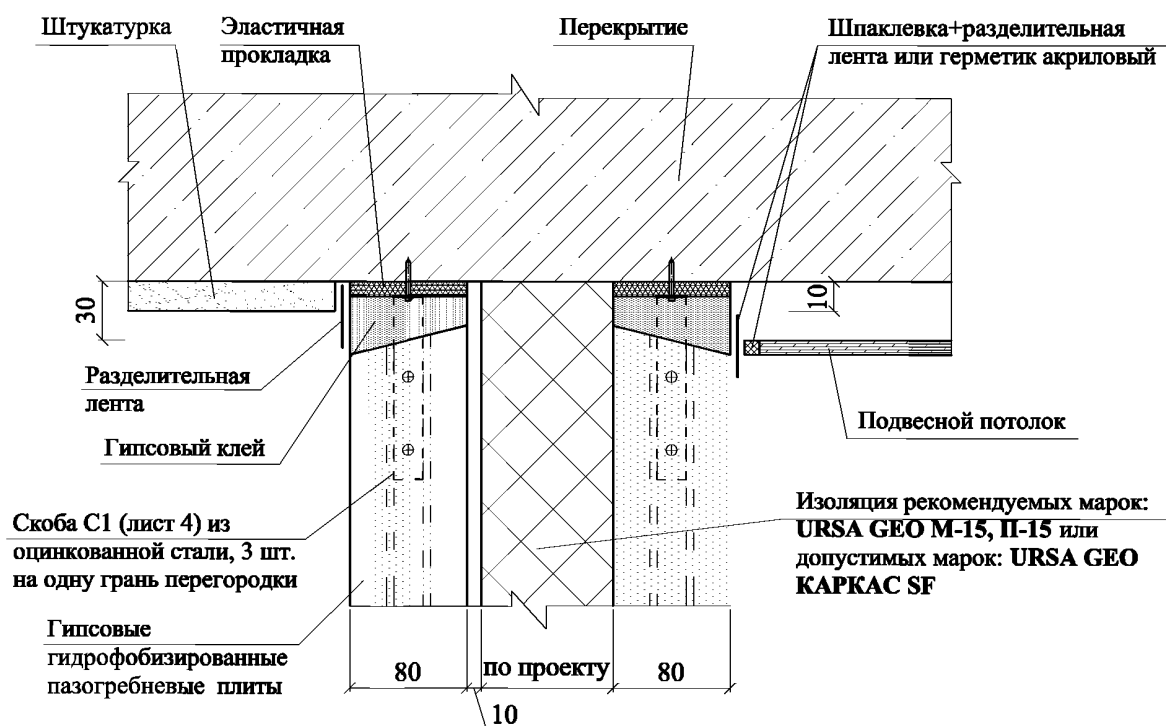 Штукатурка
Эластичная
прокладка
Перекрытие
Шпаклевка+разделительная
лента или герметик акриловый
30
10
Разделительная
лента
Гипсовый клей
Подвесной потолок
Скоба С1 (лист 4) из
оцинкованной стали, 3 шт.
на одну грань перегородки
Изоляция рекомендуемых марок:
URSA GEO М-15, П-15 или
допустимых марок: URSA GEO
КАРКАС SF
Гипсовые
гидрофобизированные
пазогребневые плиты
80
по проекту
80
10